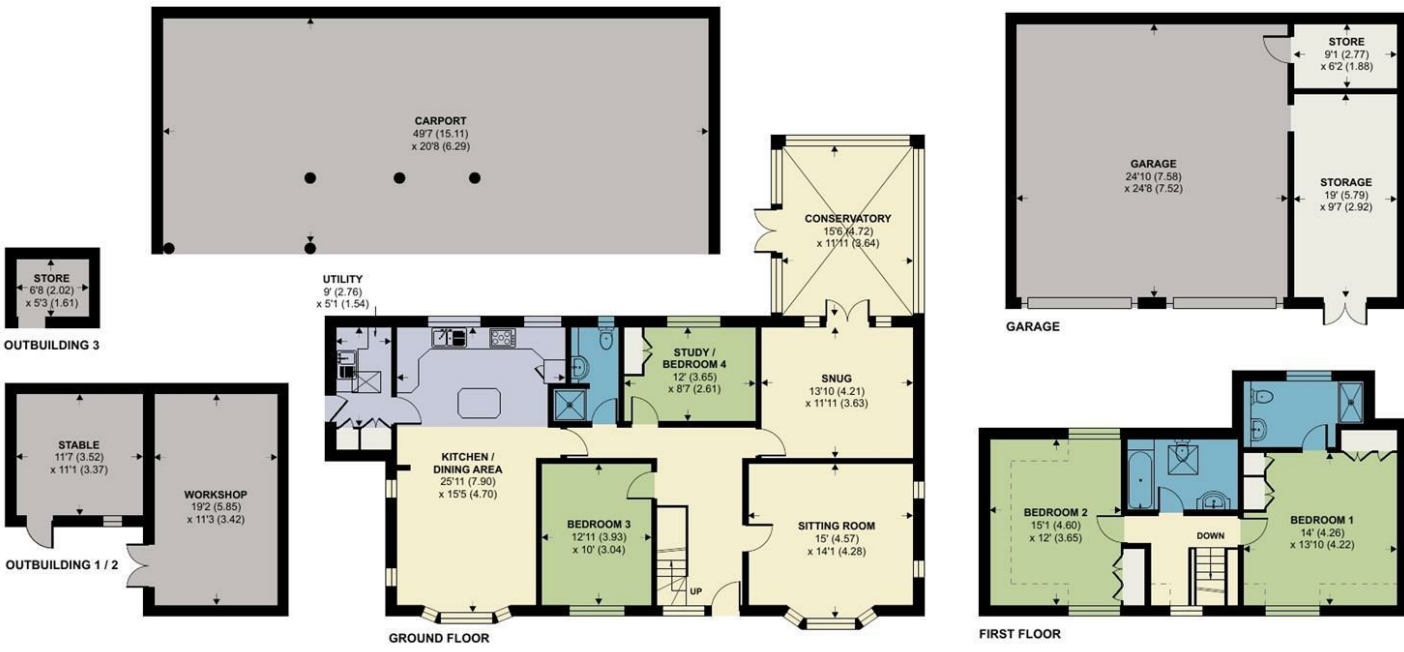 CARPORT
49'7 (15.11)
x 20'8 (6.29)
STORE
6'8 (2.02)
x 5'3 (1.61)
OUTBUILDING 3
STABLE
11'7 (3.52)
x 11'1 (3.37)
WORKSHOP
19'2 (5.85)
x 11'3 (3.42)
OUTBUILDING 1 / 2
UTILITY
9' (2.76)
x 5'1 (1.54)
CONSERVATORY
15'6 (4.72)
x 11'11 (3.64)
STUDY /
BEDROOM 4
12' (3.65)
x 8'7 (2.61)
SNUG
13'10 (4.21)
x 11'11 (3.63)
KITCHEN /
DINING AREA
25'11 (7.90)
x 15'5 (4.70)
BEDROOM 3
12'11 (3.93)
x 10' (3.04)
SITTING ROOM
15' (4.57)
x 14'1 (4.28)
UP
GROUND FLOOR
STORE
9'1 (2.77)
x 6'2 (1.88)
GARAGE
24'10 (7.58)
x 24'8 (7.52)
STORAGE
19' (5.79)
x 9'7 (2.92)
GARAGE
BEDROOM 2
15'1 (4.60)
x 12' (3.65)
DOWN
BEDROOM 1
14' (4.26)
x 13'10 (4.22)
FIRST FLOOR